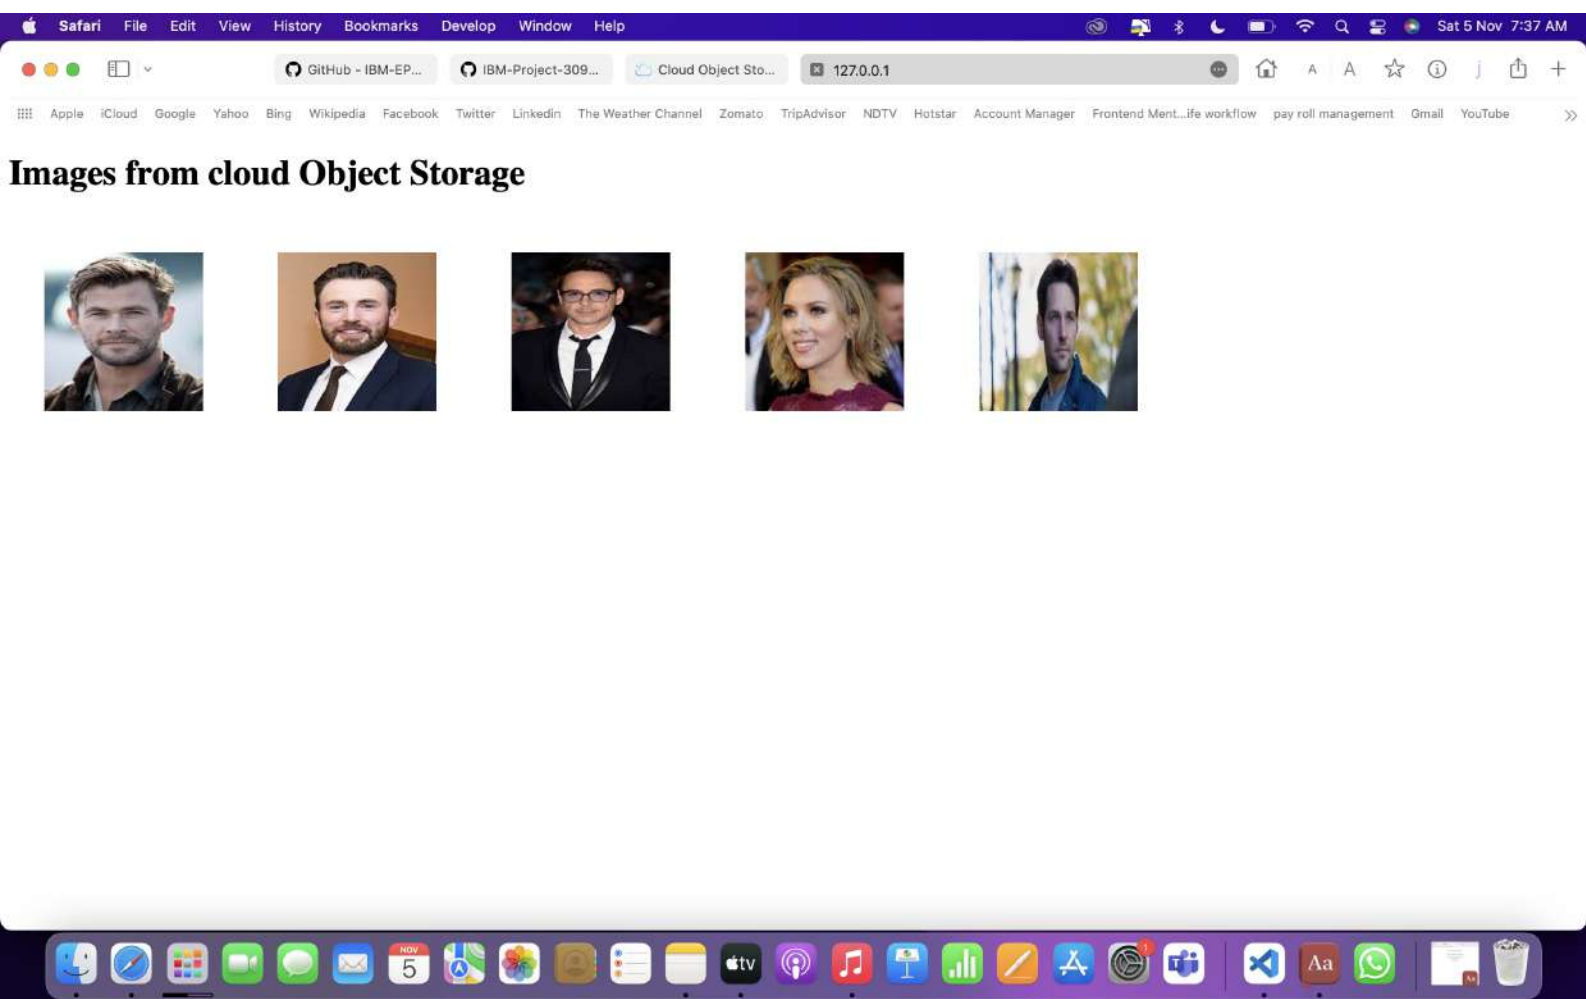 Safari File Edit View History Bookmarks Develop Window Help Sat 5 Nov 7:37 AM
GitHub - IBM-EP... IBM-Project-309... Cloud Object Sto... 127.0.0.1 A A j
Apple iCloud Google Yahoo Bing Wikipedia Facebook Twitter Linkedin The Weather Channel Zomato TripAdvisor NDTV Hotstar Account Manager Frontend Ment...ife workflow pay roll management Gmail YouTube
Images from cloud Object Storage
NOV
5
tv
1
Aa